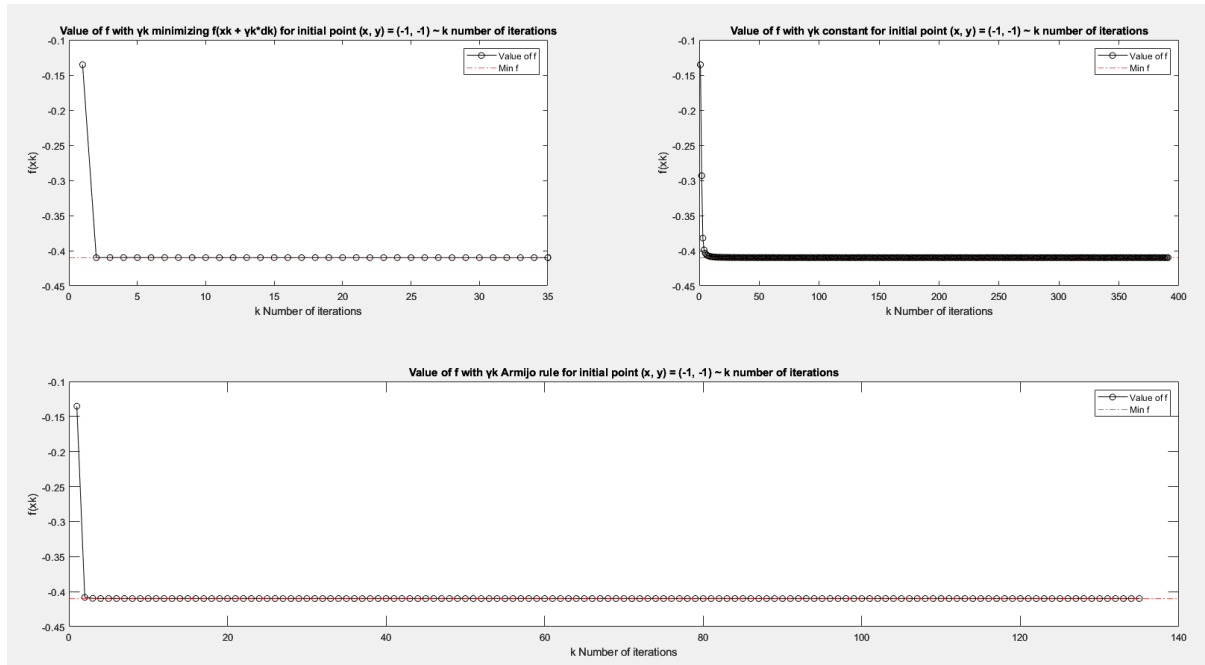 Value of f with γk minimizing f(xk + γk*dk) for initial point (x, y) = (-1, -1) ~ k number of iterations
-0.1
-0.15
-0.2
-0.25
-0.3
-0.35
-0.4
-0.45
f(xk)
0 5 10 15 20 25 30 35
k Number of iterctions
Value of f
Min f
Value of f with γk constant for initial point (x, y) = (-1, -1) ~ k number of iterations
-0.1
-0.15
-0.2
-0.25
-0.3
-0.35
-0.4
-0.45
f(xk)
0 50 100 150 200 250 300 350 400
k Number of iterctions
Value of f
Min f
Value of f with γk Armijo rule for initial point (x, y) = (-1, -1) ~ k number of iterations
-0.1
-0.15
-0.2
-0.25
-0.3
-0.35
-0.4
-0.45
f(xk)
0 20 40 60 80 100 120 140
k Number of iterctions
Value of f
Min f